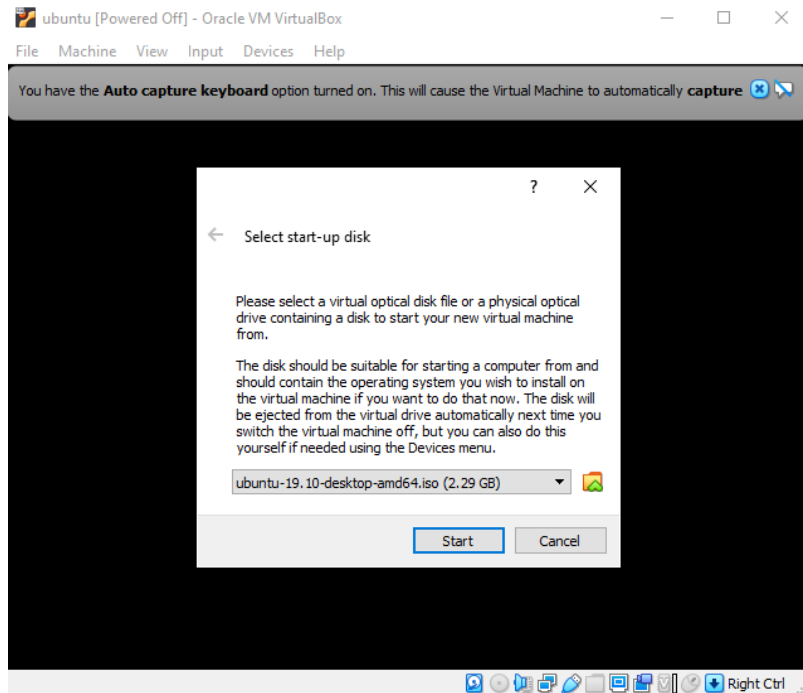 ubuntu [Powered Off] - Oracle VM VirtualBox
File Machine View Input Devices Help
You have the Auto capture keyboard option turned on. This will cause the Virtual Machine to automatically capture
?
Select start-up disk
Please select a virtual optical disk file or a physical optical
drive containing a disk to start your new virtual machine
from.
The disk should be suitable for starting a computer from and
should contain the operating system you wish to install on
the virtual machine if you want to do that now. The disk will
be ejected from the virtual drive automatically next time you
switch the virtual machine off, but you can also do this
yourself if needed using the Devices menu.
ubuntu-19.10-desktop-amd64.iso (2.29 GB)
Start Cancel
Right Ctrl